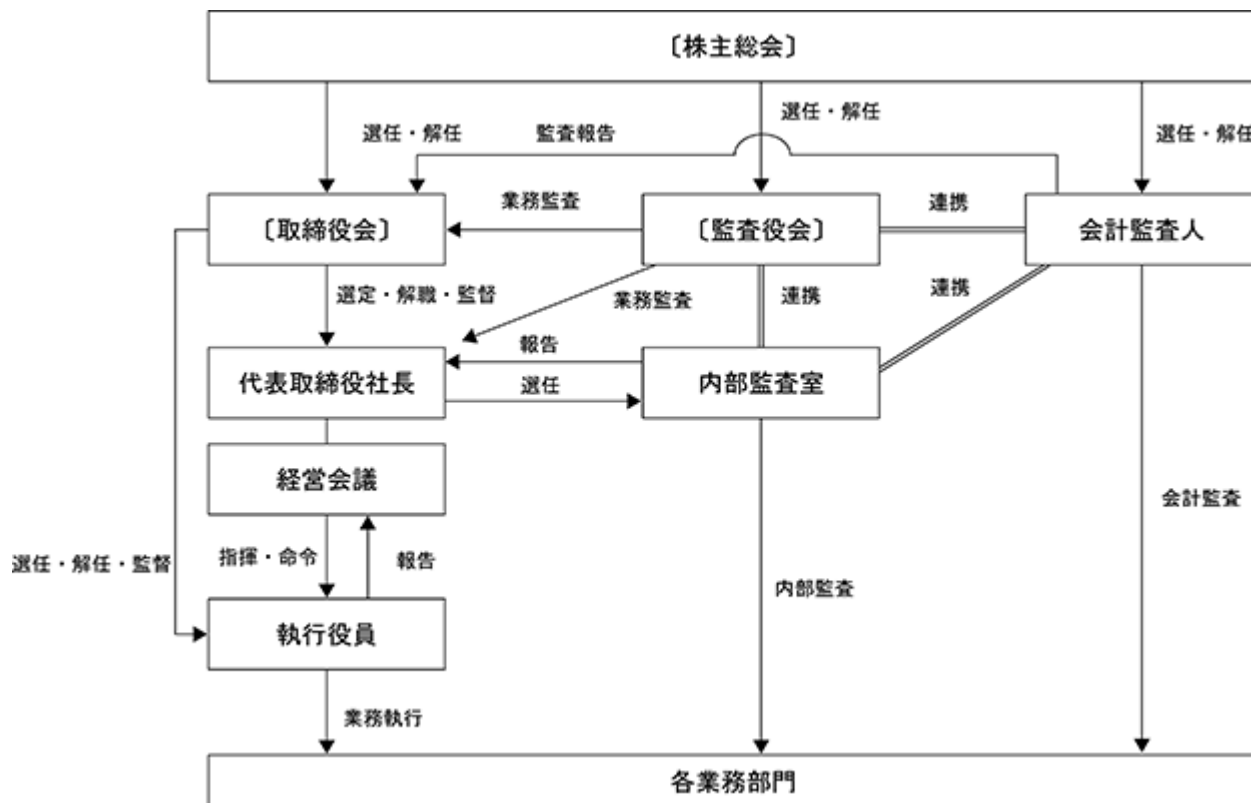 〔株主総会〕
選任・解任
監査報告
選任・解任
選任・解任
〔取締役会〕
業務監査
〔監査役会〕
連携
会計監査人
選定・解職・監督
業務監査
連携
連携
代表取締役社長
報告
選任
内部監査室
経営会議
選任・解任・監督
指揮・命令
報告
内部監査
会計監査
執行役員
業務執行
各業務部門